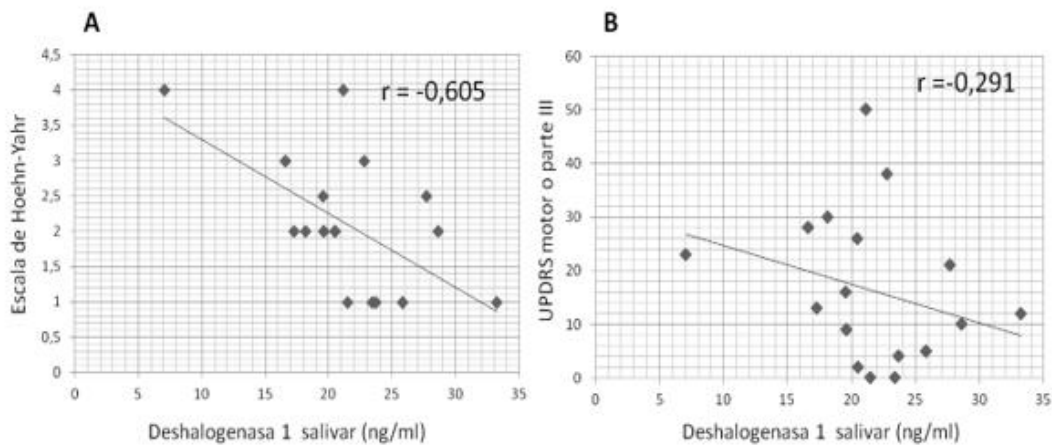 A
r = -0,605
Escala de Hoehn-Yahr
4,5
4
3,5
3
2,5
2
1,5
1
0,5
0
0 5 10 15 20 25 30 35
Deshalogenasa 1 salivar (ng/ml)
B
r =-0,291
UPDRS motor o parte III
60
50
40
30
20
10
0
0 5 10 15 20 25 30 35
Deshalogenasa 1 salivar (ng/ml)